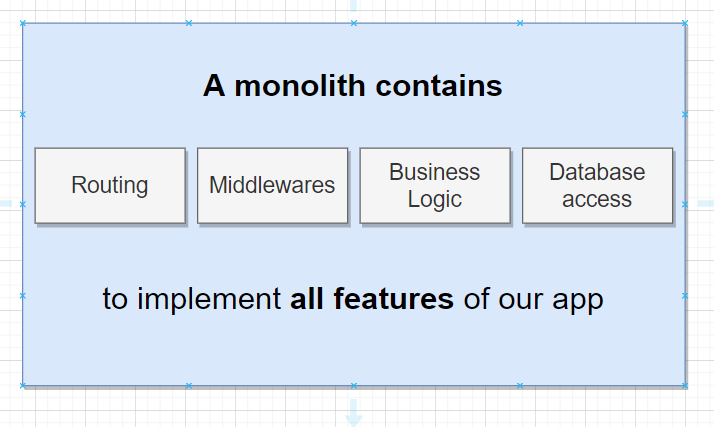 A monolith contains
Routing
Middlewares
Business
Logic
Database
access
to implement all features of our app